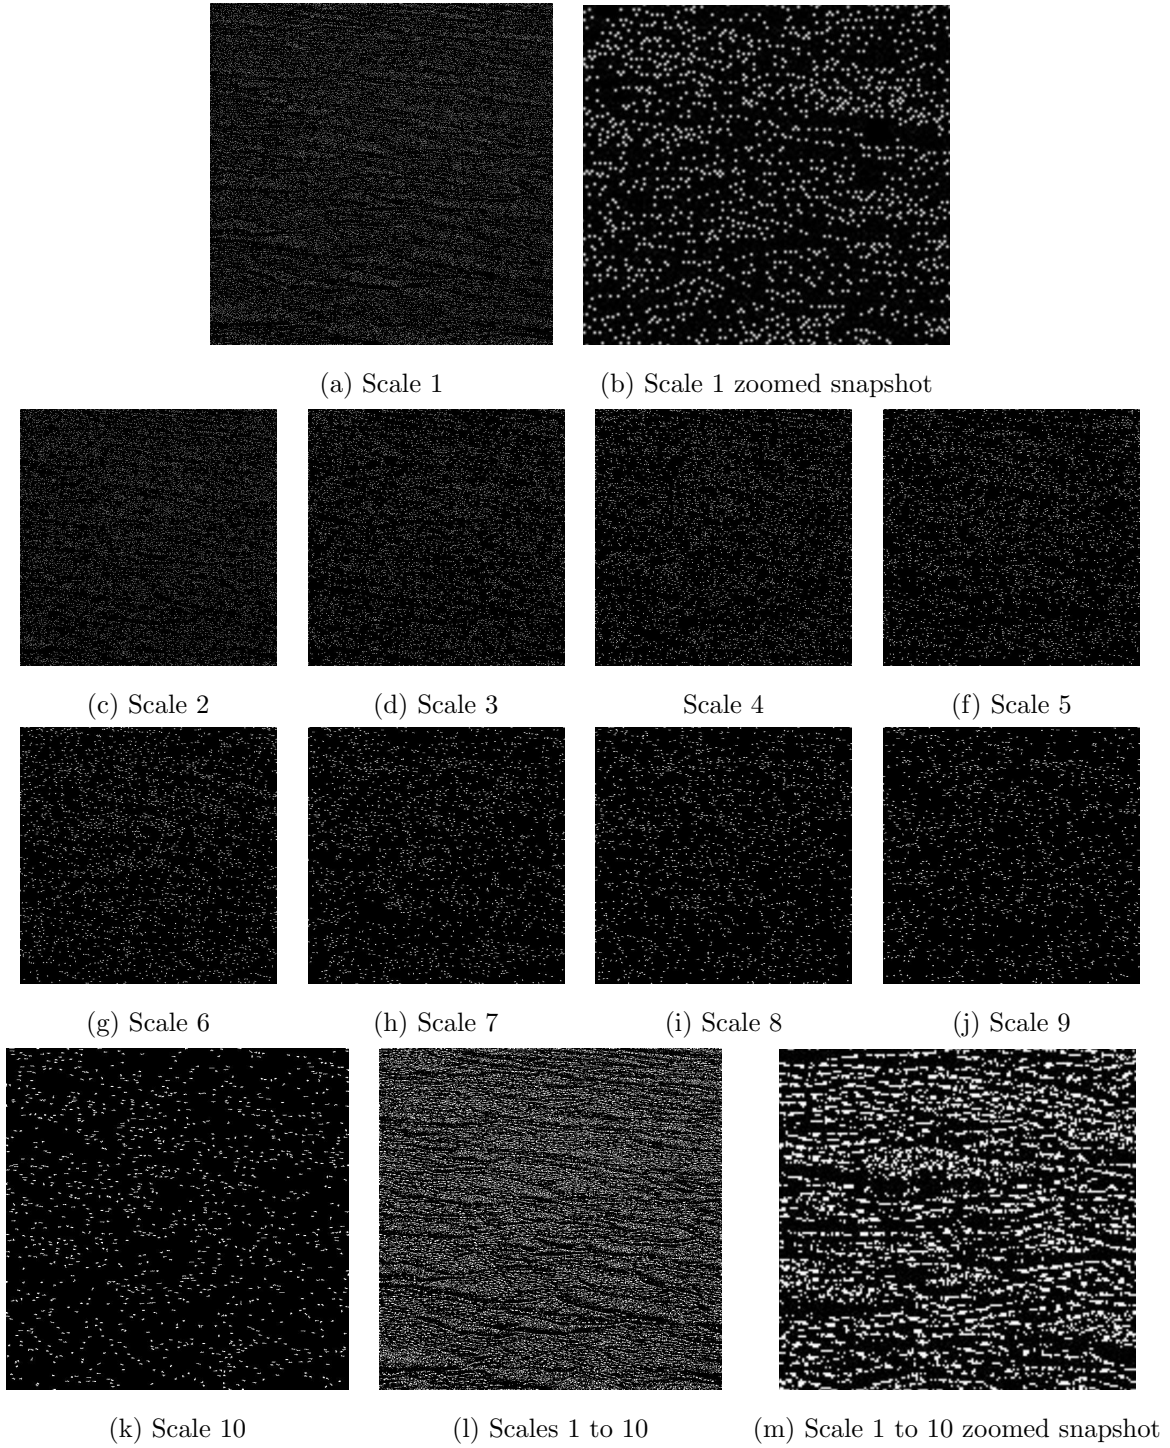 (a) Scale 1
(b) Scale 1 zoomed snapshot
(c) Scale 2
(d) Scale 3
Scale 4
(f) Scale 5
(g) Scale 6
(h) Scale 7
(i) Scale 8
(j) Scale 9
(k) Scale 10
(l) Scales 1 to 10
(m) Scale 1 to 10 zoomed snapshot